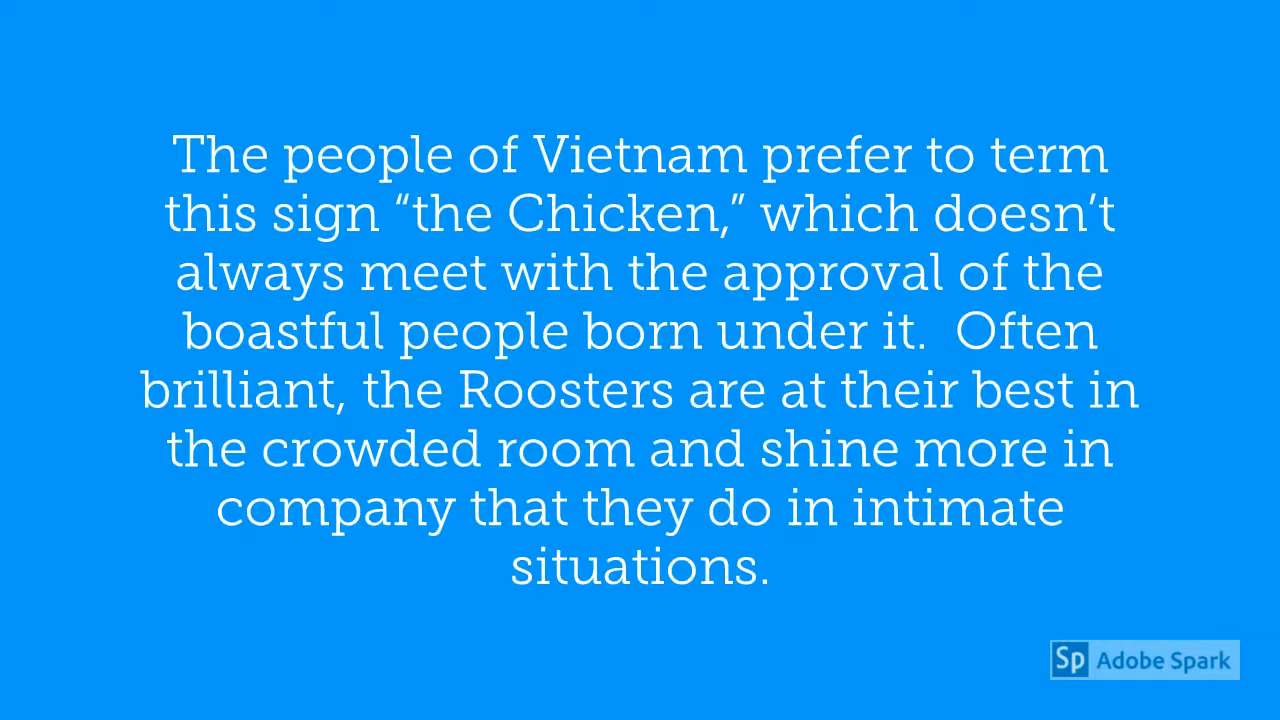 The people of Vietnam prefer to term
this sign “the Chicken,” which doesn’t
always meet with the approval of the
boastful people born under it.  Often
brilliant, the Roosters are at their best in
the crowded room and shine more in
company that they do in intimate
situations.
Sp Adobe Spark